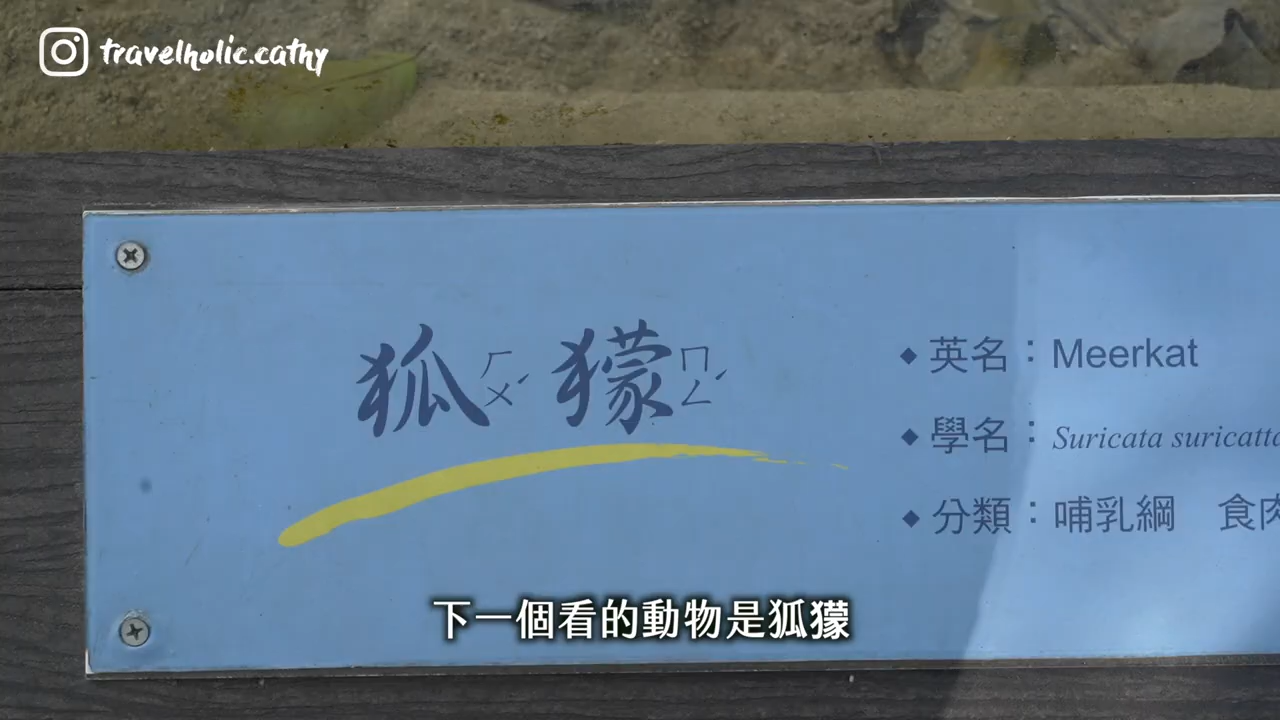 travelholic.cathy
狐ㄏㄨˊ獴ㄇㄥˊ
◆英名：Meerkat
◆學名：Suricata suricatta
◆分類：哺乳綱 食肉
下一個看的動物是狐獴